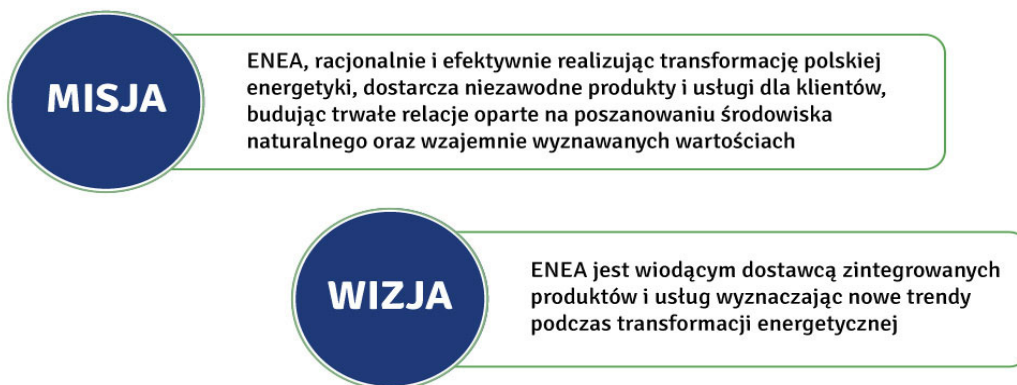 MISJA
ENEA, racjonalnie i efektywnie realizując transformację polskiej
energetyki, dostarcza niezawodne produkty i usługi dla klientów,
budując trwałe relacje oparte na poszanowaniu środowiska
naturalnego oraz wzajemnie wyznawanych wartościach
WIZJA
ENEA jest wiodącym dostawcą zintegrowanych
produktów i usług wyznaczając nowe trendy
podczas transformacji energetycznej